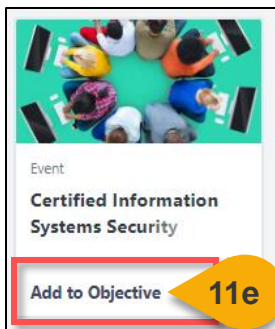 Event
Certified Information
Systems Security
Add to Objective
11e